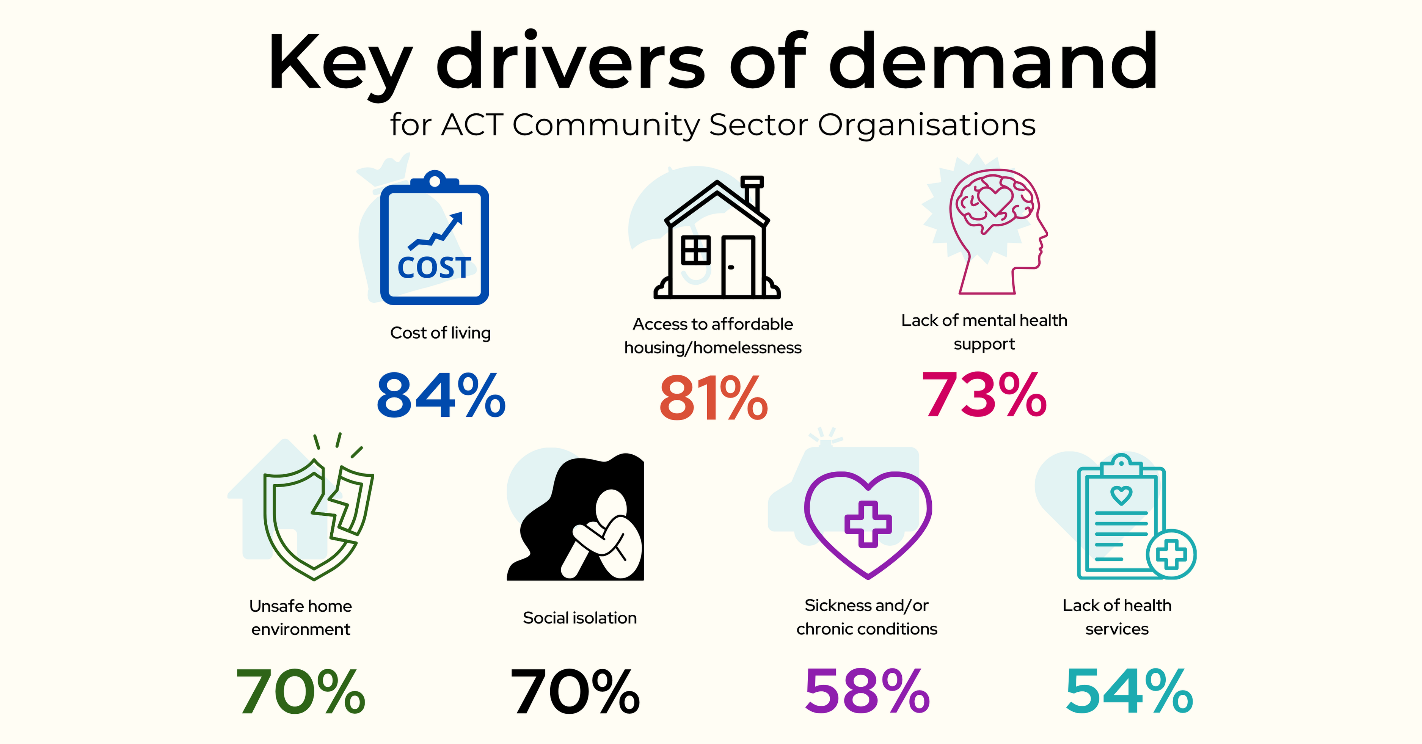 Key drivers of demand
for ACT Community Sector Organisations
COST
Cost of living
84%
Access to affordable
housing/homelessness
81%
Lack of mental health
support
73%
Unsafe home
environment
70%
Social isolation
70%
Sickness and/or
chronic conditions
58%
Lack of health
services
54%